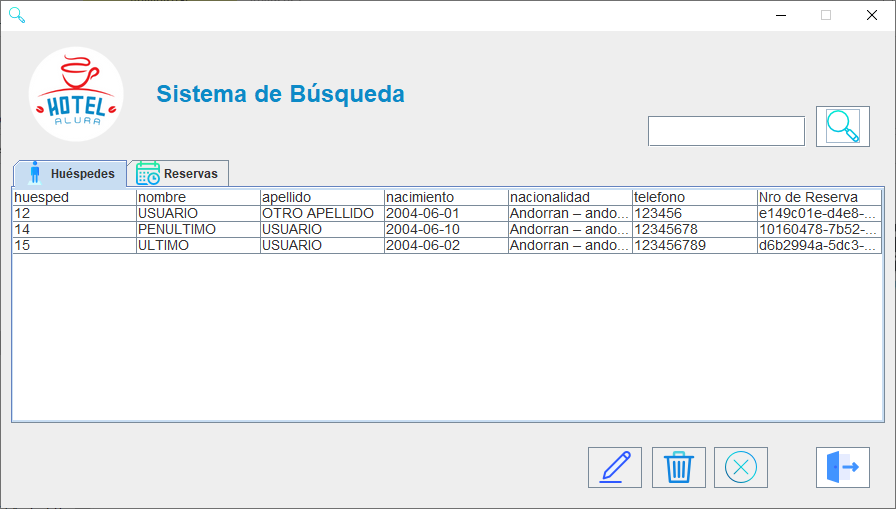 HOTEL
ALURA
Sistema de Búsqueda
Huéspedes Reservas
huesped nombre apellido nacimiento nacionalidad telefono Nro de Reserva
12 USUARIO OTRO APELLIDO 2004-06-01 Andorran – ando... 123456 e149c01e-d4e8-...
14 PENULTIMO USUARIO 2004-06-10 Andorran – ando... 12345678 10160478-7b52-...
15 ULTIMO USUARIO 2004-06-02 Andorran – ando... 123456789 d6b2994a-5dc3-...